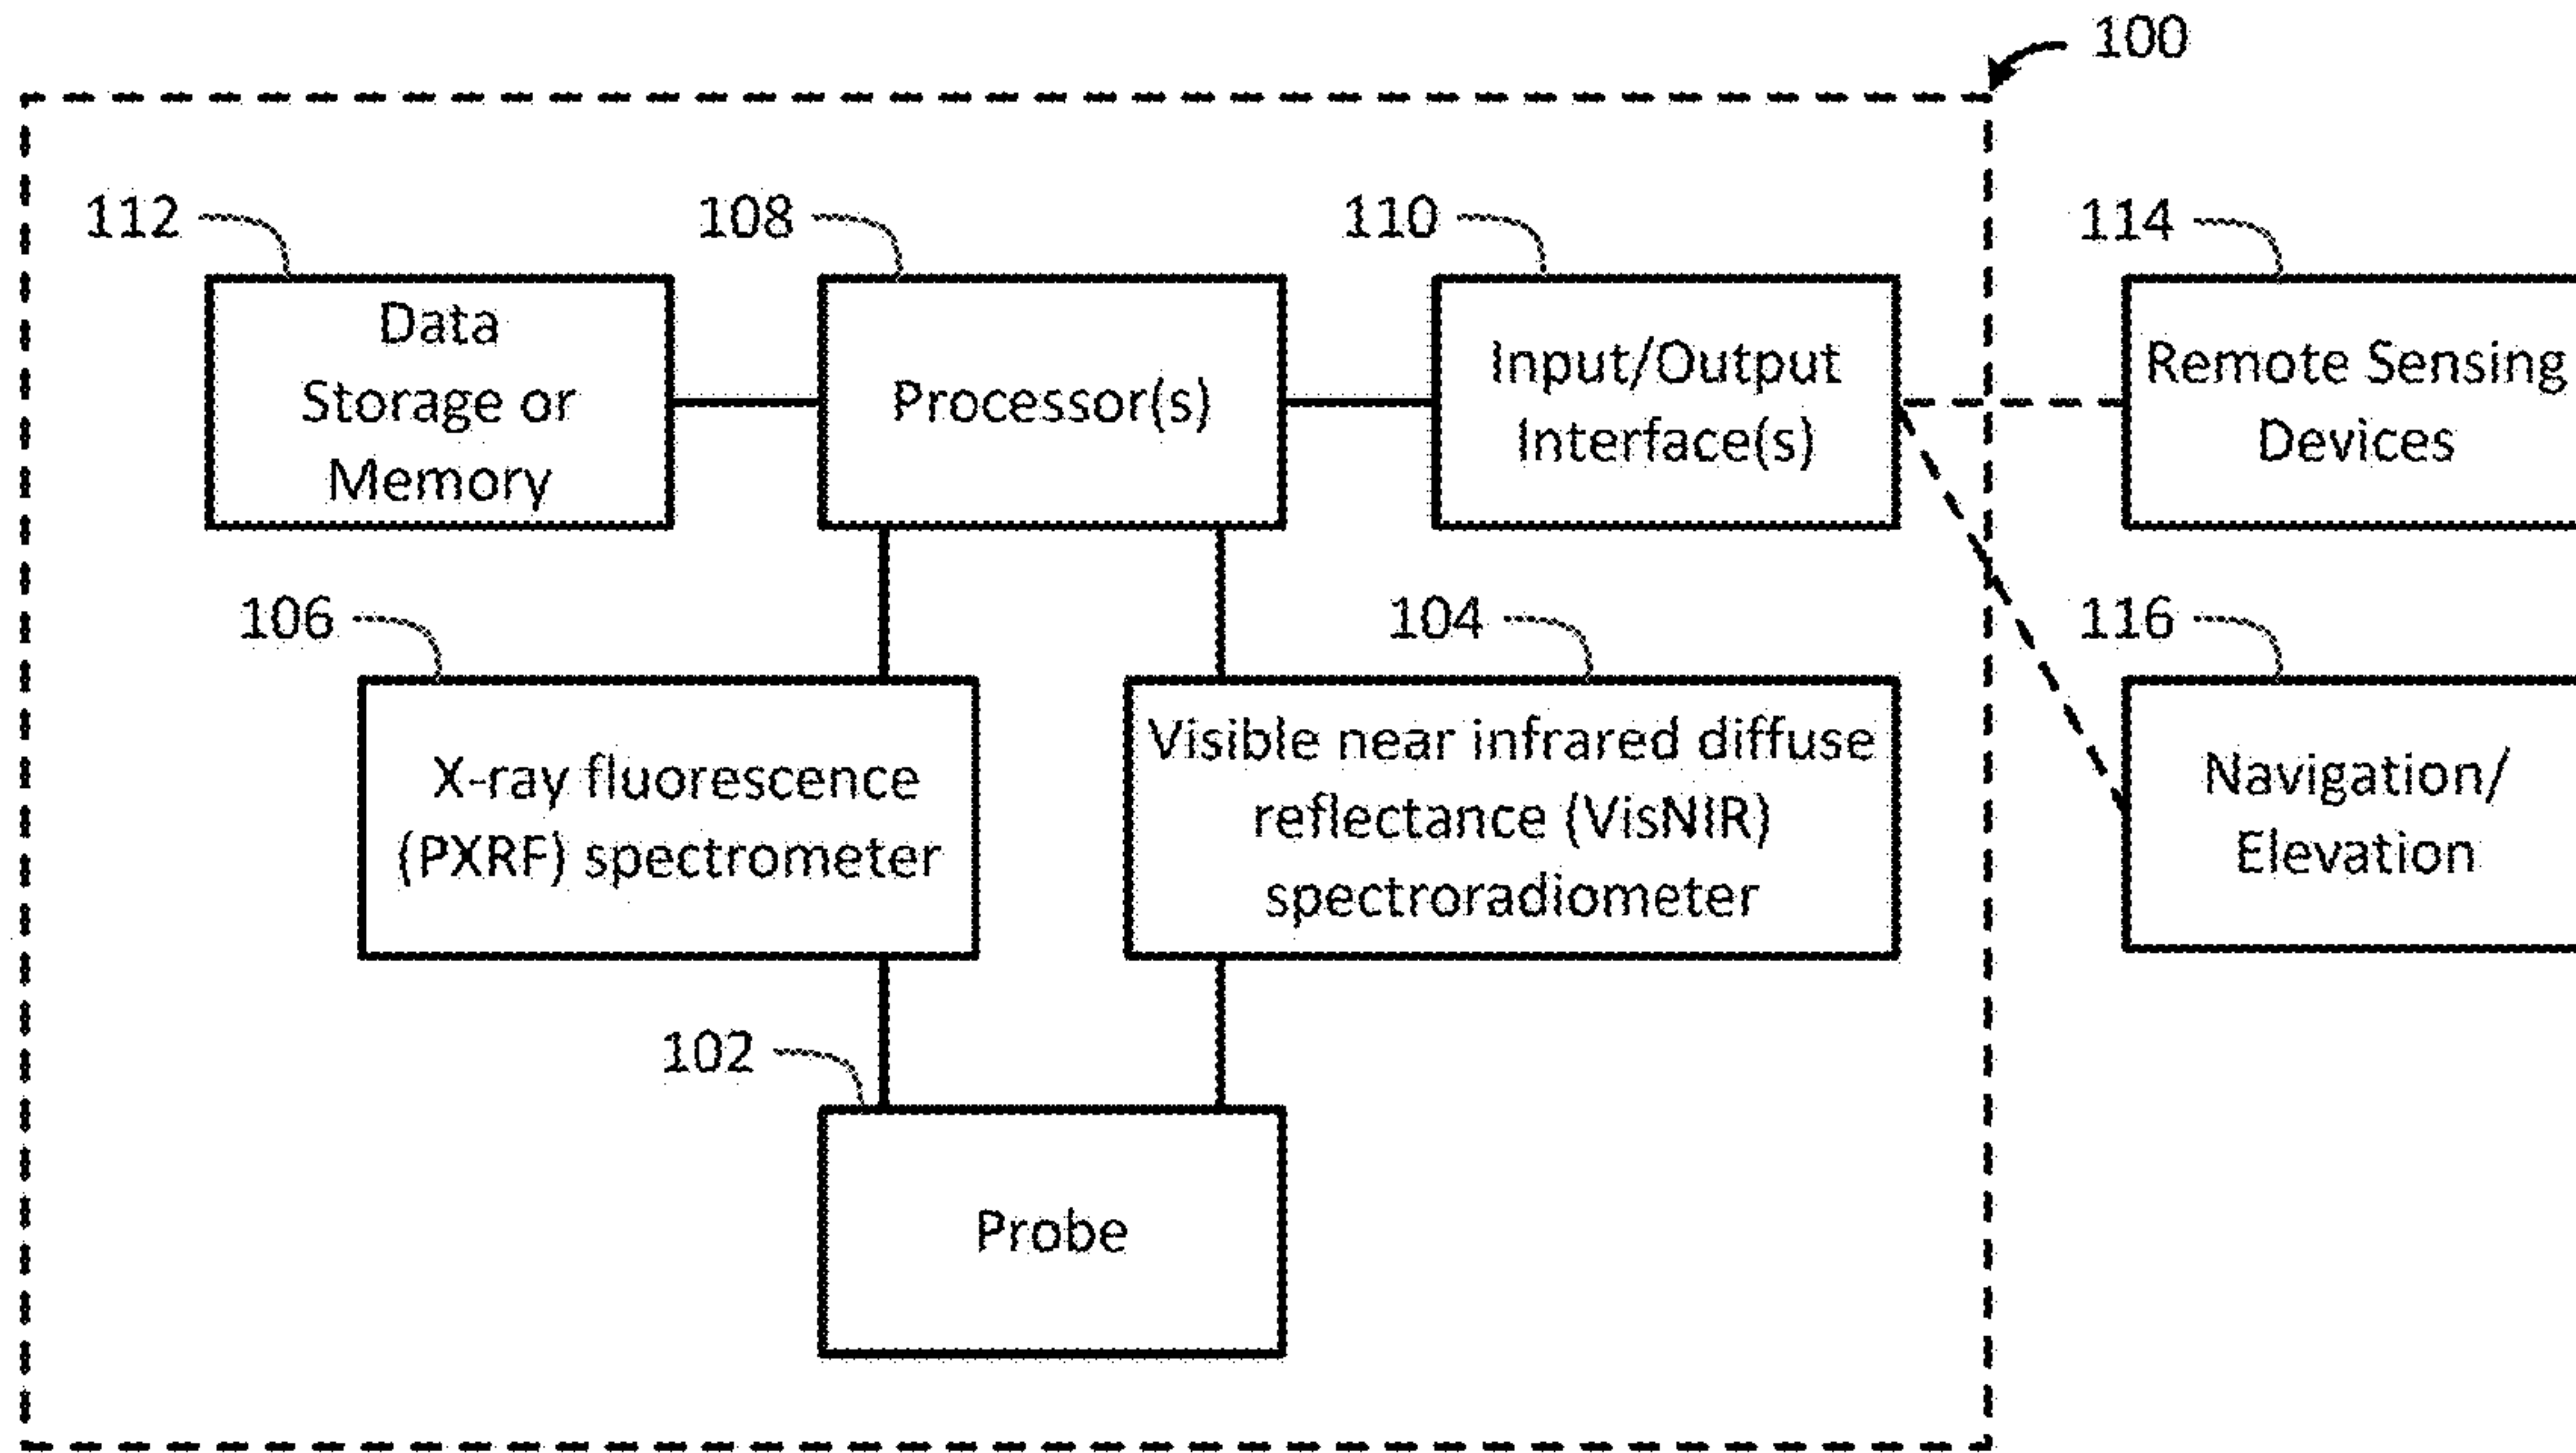 100
112
108
110
114
Data
Storage or
Memory
Processor(s)
Input/Output
Interface(s)
Remote Sensing
Devices
106
104
116
X-ray fluorescence
(PXRF) spectrometer
Visible near infrared diffuse
reflectance (VisNIR)
spectroradiometer
Navigation/
Elevation
102
Probe